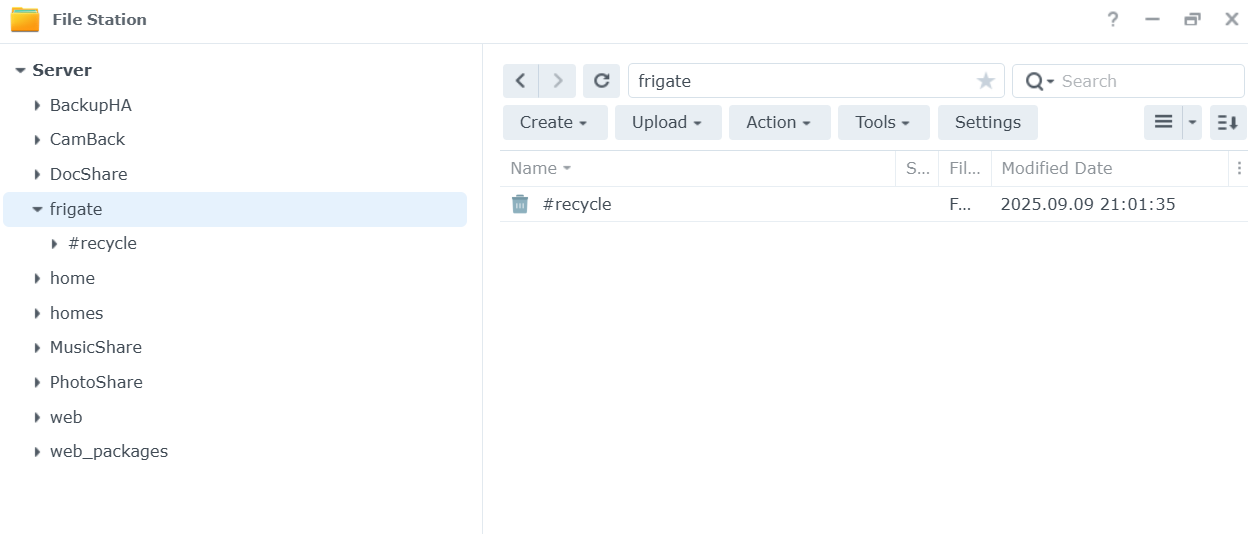 File Station
?
Server
BackupHA
CamBack
DocShare
frigate
#recycle
home
homes
MusicShare
PhotoShare
web
web_packages
frigate
Search
Create
Upload
Action
Tools
Settings
Name S... Fil... Modified Date
#recycle F... 2025.09.09 21:01:35